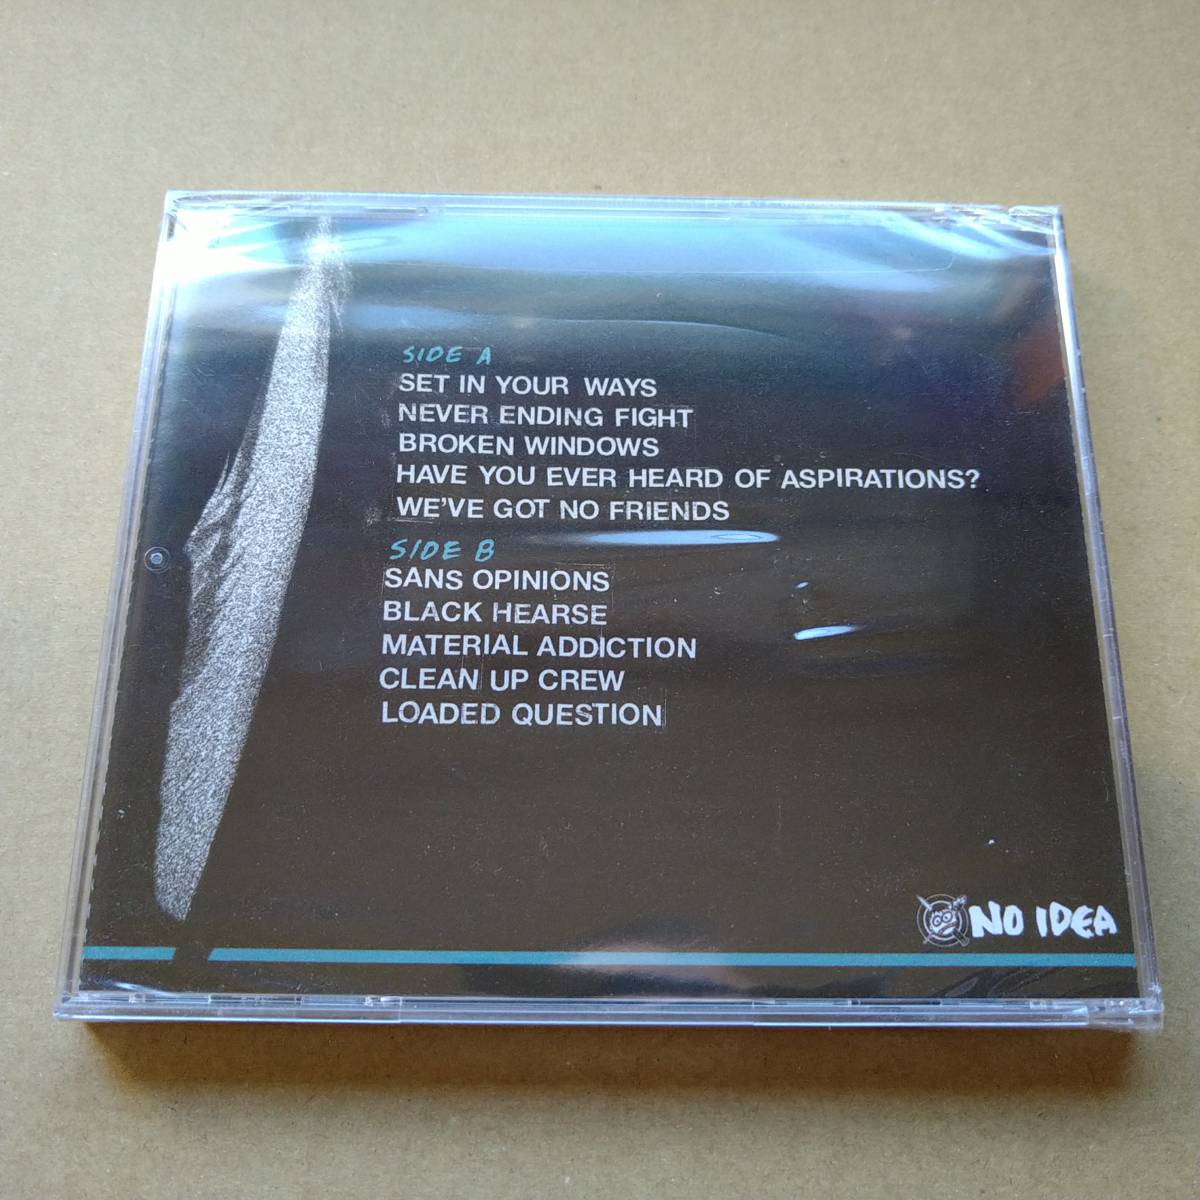 SIDE A
SET IN YOUR WAYS
NEVER ENDING FIGHT
BROKEN WINDOWS
HAVE YOU EVER HEARD OF ASPIRATIONS?
WE'VE GOT NO FRIENDS
SIDE B
SANS OPINIONS
BLACK HEARSE
MATERIAL ADDICTION
CLEAN UP CREW
LOADED QUESTION
NO IDEA